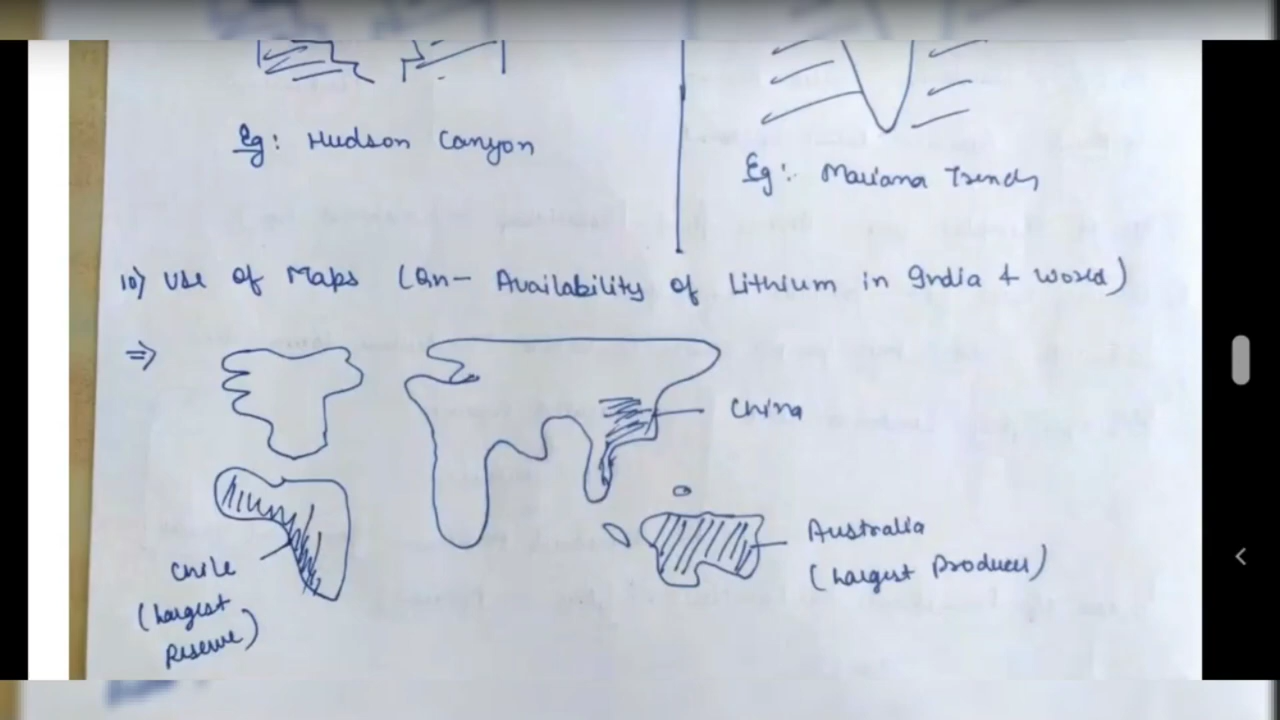 Eg: Hudson Canyon
Eg:- Mariana Trench
10) Use of Maps (Qn- Availability of Lithium in India & World)
⇒
China
Australia
(Largest Producer)
Chile
(Largest
Reserve)